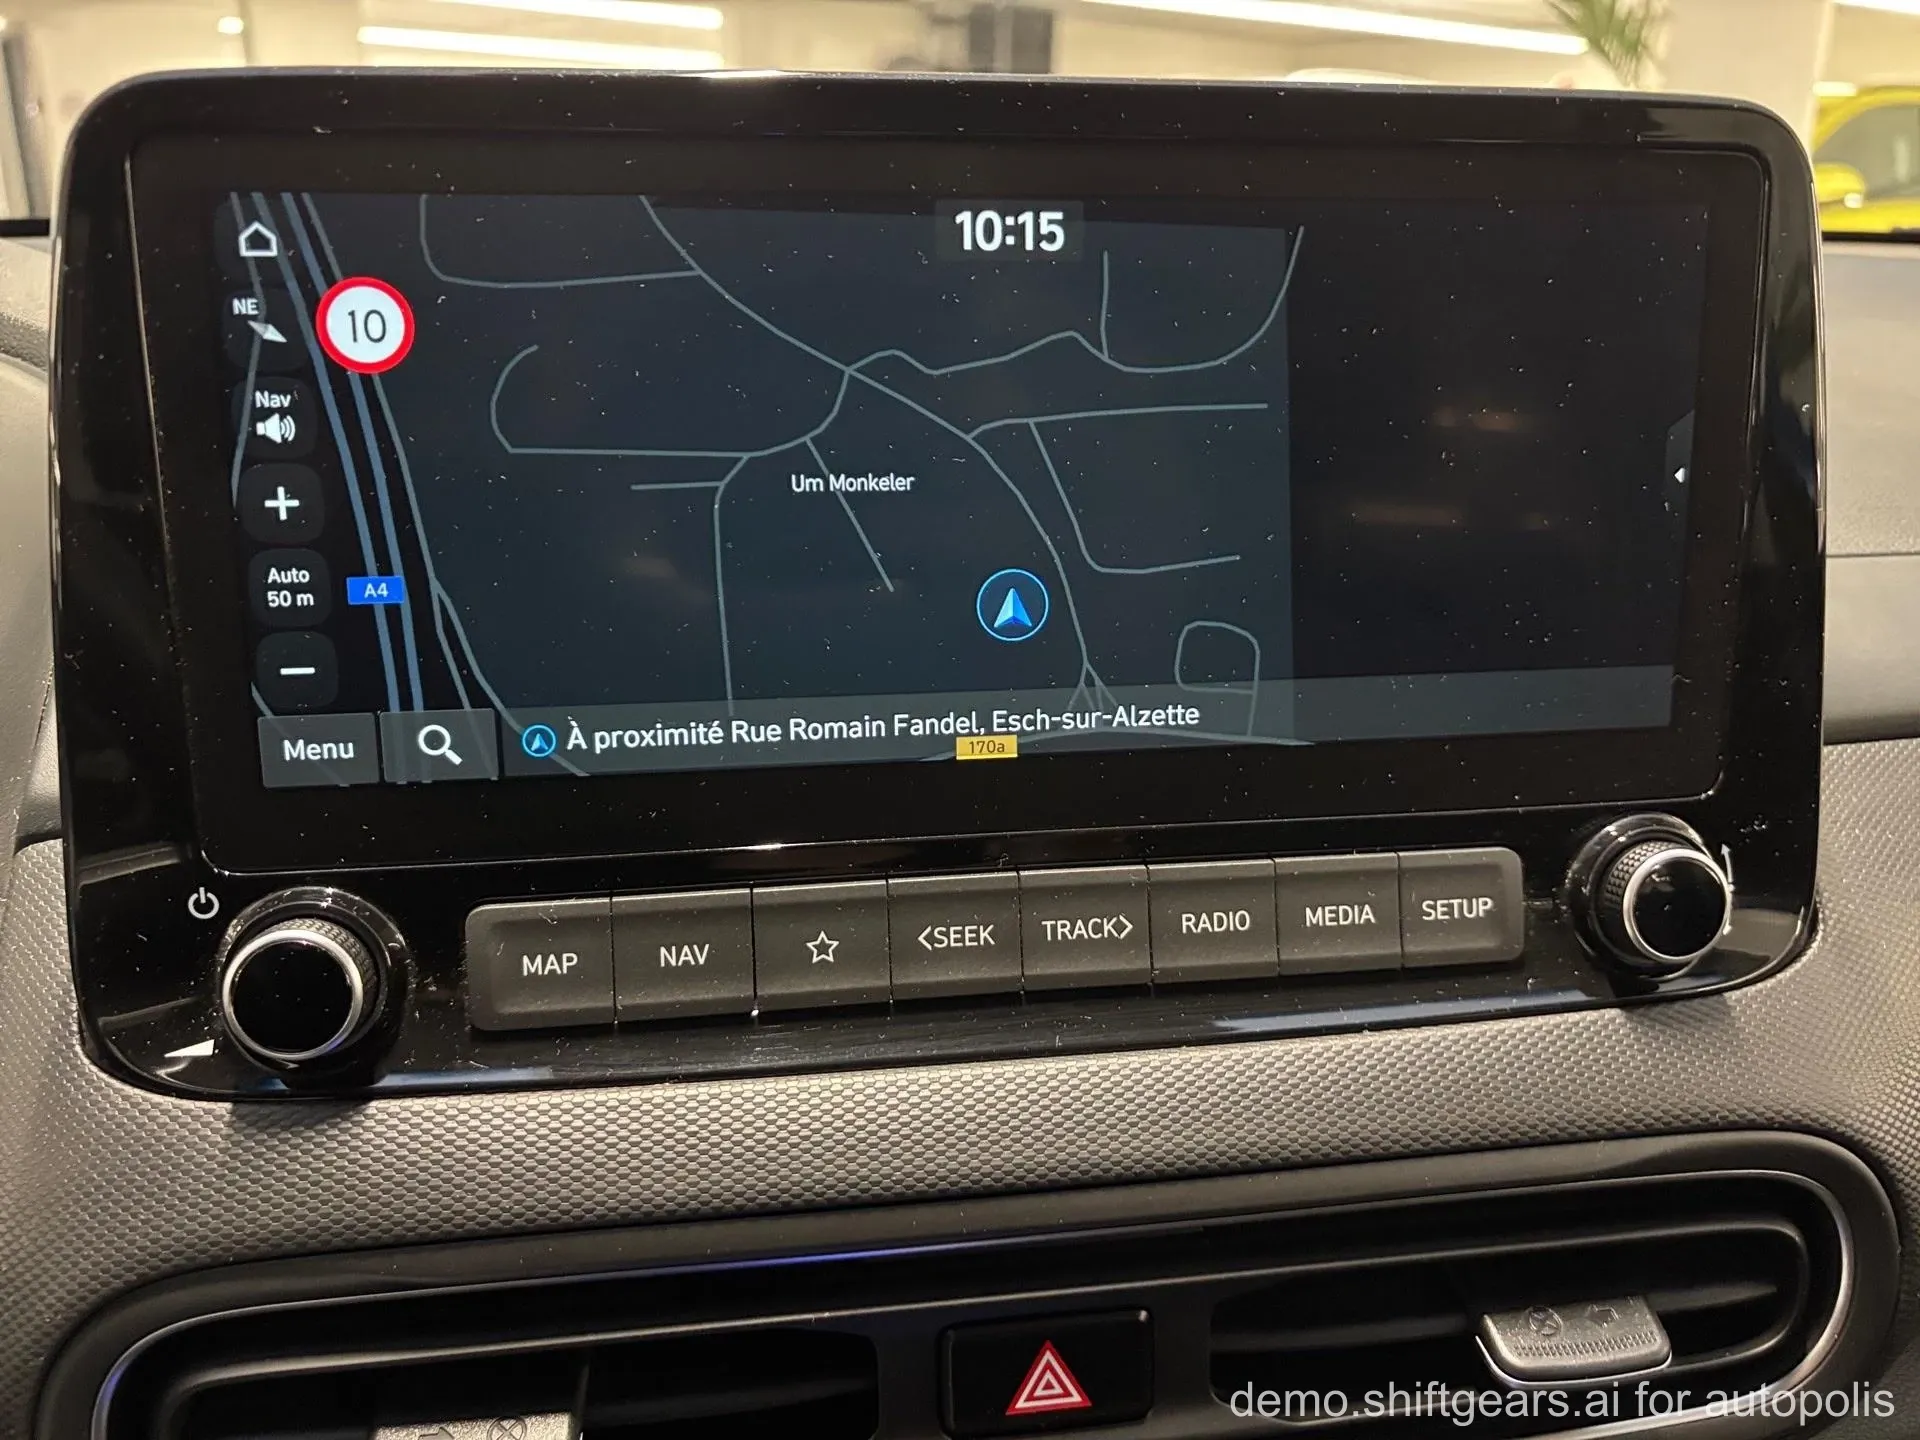 10:15
NE
10
Nav
Um Monkeler
Auto
50 m
A4
Menu
À proximité Rue Romain Fandel, Esch-sur-Alzette
170a
MAP
NAV
<SEEK
TRACK>
RADIO
MEDIA
SETUP
demo.shiftgears.ai for autopolis